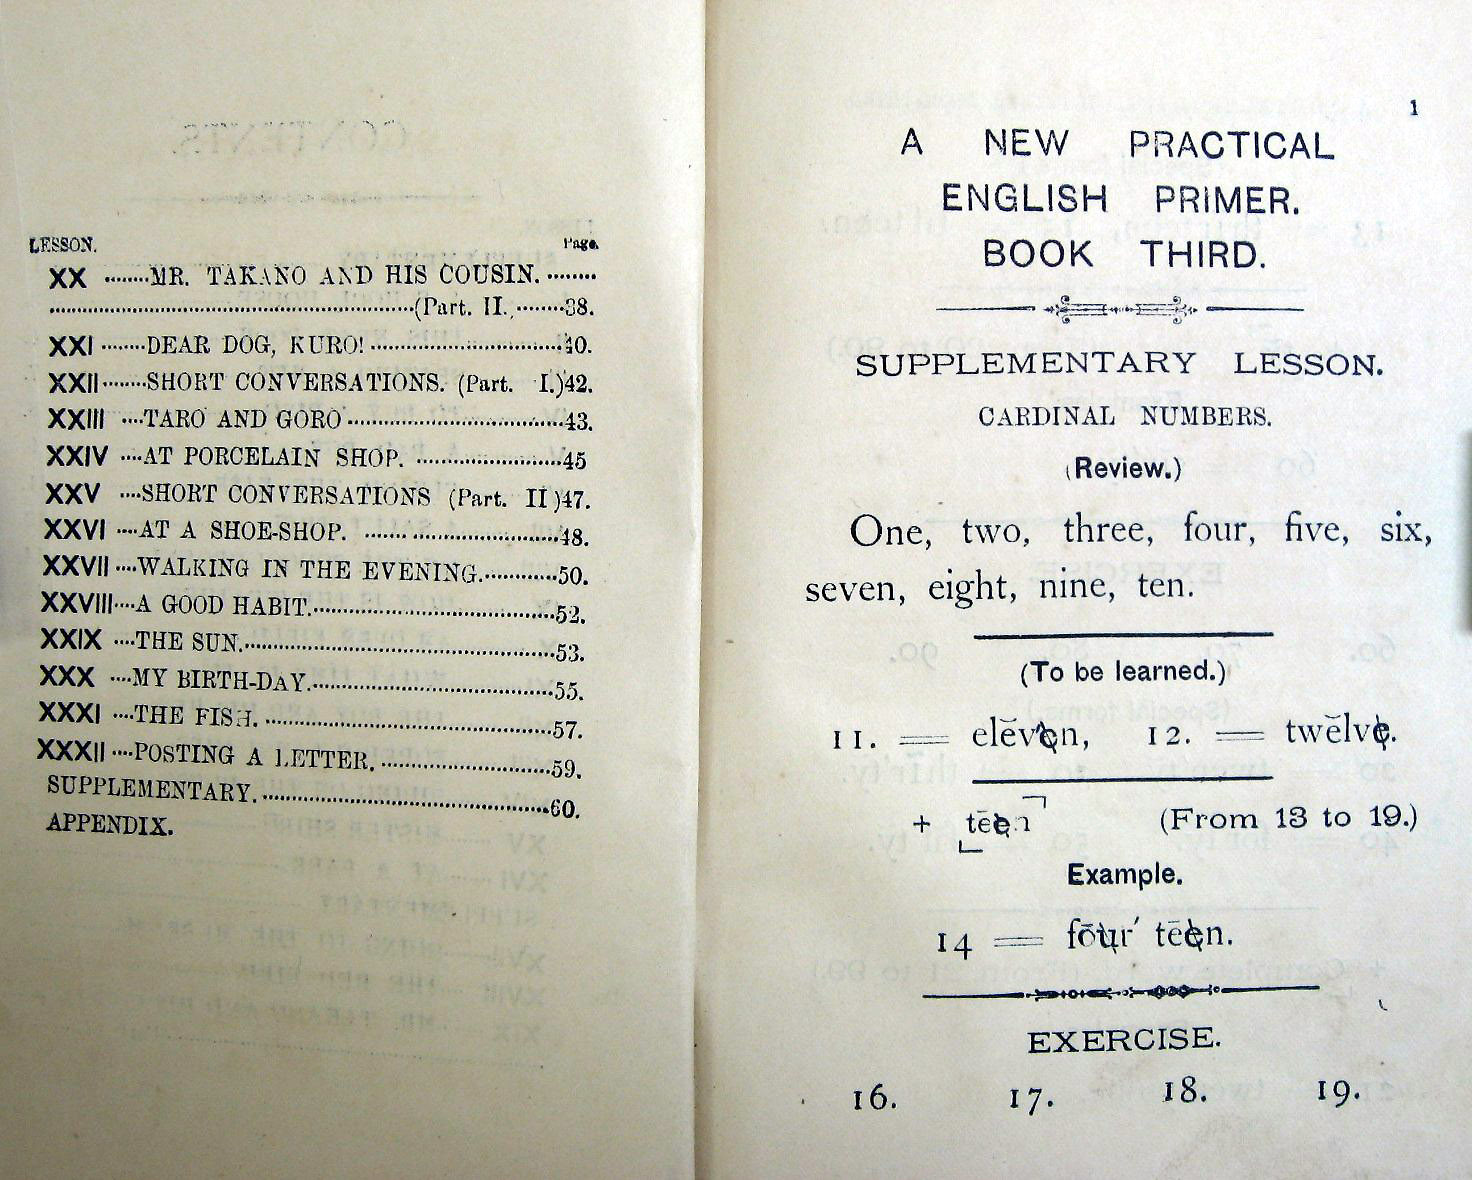 LESSON. Page.
XX ........MR. TAKANO AND HIS COUSIN.........
..........(Part. II.........38.
XXI .......DEAR DOG, KURO!..........40.
XXII.......SHORT CONVERSATIONS. (Part. I.)42.
XXIII ....TARO AND GORO..........43.
XXIV ....AT PORCELAIN SHOP. ..........45
XXV ....SHORT CONVERSATIONS (Part. II)47.
XXVI ....AT A SHOE-SHOP. ..........48.
XXVII....WALKING IN THE EVENING...........50.
XXVIII....A GOOD HABIT...........52.
XXIX ....THE SUN...........53.
XXX ....MY BIRTH-DAY...........55.
XXXI ....THE FISH. ..........57.
XXXII....POSTING A LETTER...........59.
SUPPLEMENTARY...........60.
APPENDIX.
1
A NEW PRACTICAL
ENGLISH PRIMER.
BOOK THIRD.
SUPPLEMENTARY LESSON.
CARDINAL NUMBERS.
(Review.)
One, two, three, four, five, six,
seven, eight, nine, ten.
(To be learned.)
11. = elĕven, 12. = twĕlve.
+ tēen (From 13 to 19.)
Example.
14 = fōur′ tēen.
EXERCISE.
16. 17. 18. 19.